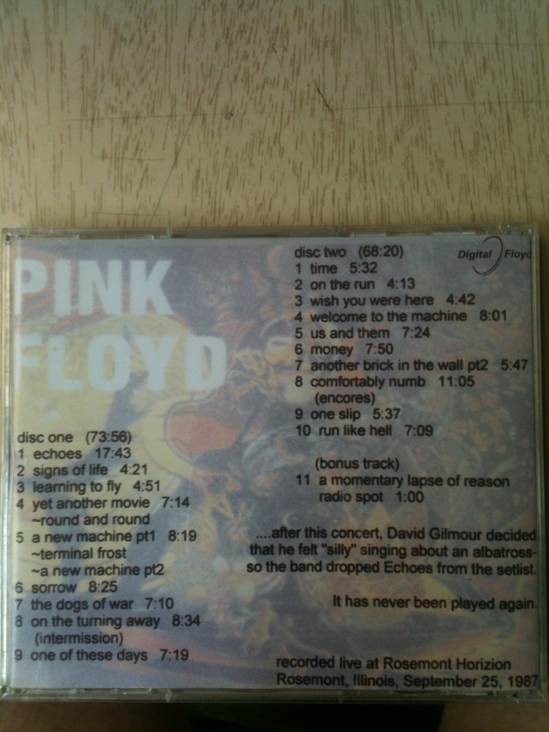 PINK
FLOYD
disc one (73:56)
1 echoes 17:43
2 signs of life 4:21
3 learning to fly 4:51
4 yet another movie 7:14
~round and round
5 a new machine pt1 8:19
~terminal frost
~a new machine pt2
6 sorrow 8:25
7 the dogs of war 7:10
8 on the turning away 8:34
(intermission)
9 one of these days 7:19
disc two (68:20)
1 time 5:32
2 on the run 4:13
3 wish you were here 4:42
4 welcome to the machine 8:01
5 us and them 7:24
6 money 7:50
7 another brick in the wall pt2 5:47
8 comfortably numb 11:05
(encores)
9 one slip 5:37
10 run like hell 7:09
(bonus track)
11 a momentary lapse of reason
radio spot 1:00
Digital Floyd
....after this concert, David Gilmour decided
that he felt "silly" singing about an albatross-
so the band dropped Echoes from the setlist.
It has never been played again.
recorded live at Rosemont Horizion
Rosemont, Illinois, September 25, 1987